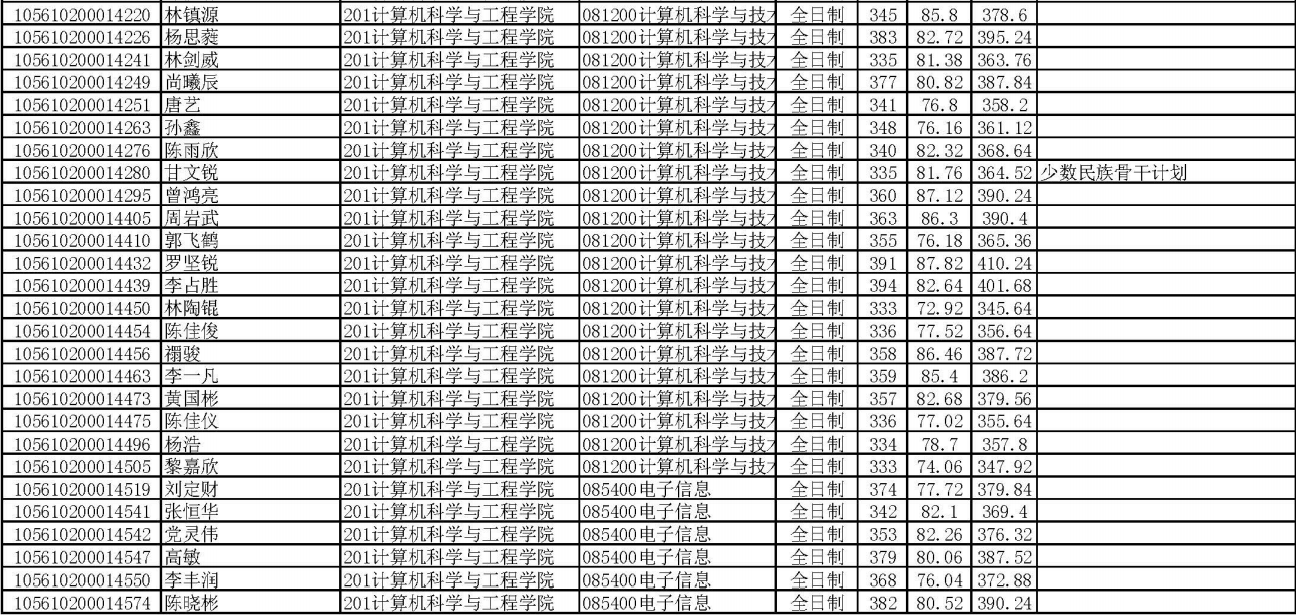 105610200014220 林镇源 201计算机科学与工程学院 081200计算机科学与技术 全日制 345 85.8 378.6
105610200014226 杨思蕤 201计算机科学与工程学院 081200计算机科学与技术 全日制 383 82.72 395.24
105610200014241 林剑威 201计算机科学与工程学院 081200计算机科学与技术 全日制 335 81.38 363.76
105610200014249 尚曦辰 201计算机科学与工程学院 081200计算机科学与技术 全日制 377 80.82 387.84
105610200014251 唐艺 201计算机科学与工程学院 081200计算机科学与技术 全日制 341 76.8 358.2
105610200014263 孙鑫 201计算机科学与工程学院 081200计算机科学与技术 全日制 348 76.16 361.12
105610200014276 陈雨欣 201计算机科学与工程学院 081200计算机科学与技术 全日制 340 82.32 368.64
105610200014280 甘文锐 201计算机科学与工程学院 081200计算机科学与技术 全日制 335 81.76 364.52 少数民族骨干计划
105610200014295 曾鸿亮 201计算机科学与工程学院 081200计算机科学与技术 全日制 360 87.12 390.24
105610200014405 周岩武 201计算机科学与工程学院 081200计算机科学与技术 全日制 363 86.3 390.4
105610200014410 郭飞鹤 201计算机科学与工程学院 081200计算机科学与技术 全日制 355 76.18 365.36
105610200014432 罗坚锐 201计算机科学与工程学院 081200计算机科学与技术 全日制 391 87.82 410.24
105610200014439 李占胜 201计算机科学与工程学院 081200计算机科学与技术 全日制 394 82.64 401.68
105610200014450 林陶锟 201计算机科学与工程学院 081200计算机科学与技术 全日制 333 72.92 345.64
105610200014454 陈佳俊 201计算机科学与工程学院 081200计算机科学与技术 全日制 336 77.52 356.64
105610200014456 禤骏 201计算机科学与工程学院 081200计算机科学与技术 全日制 358 86.46 387.72
105610200014463 李一凡 201计算机科学与工程学院 081200计算机科学与技术 全日制 359 85.4 386.2
105610200014473 黄国彬 201计算机科学与工程学院 081200计算机科学与技术 全日制 357 82.68 379.56
105610200014475 陈佳仪 201计算机科学与工程学院 081200计算机科学与技术 全日制 336 77.02 355.64
105610200014496 杨浩 201计算机科学与工程学院 081200计算机科学与技术 全日制 334 78.7 357.8
105610200014505 黎嘉欣 201计算机科学与工程学院 081200计算机科学与技术 全日制 333 74.06 347.92
105610200014519 刘定财 201计算机科学与工程学院 085400电子信息 全日制 374 77.72 379.84
105610200014541 张恒华 201计算机科学与工程学院 085400电子信息 全日制 342 82.1 369.4
105610200014542 党灵伟 201计算机科学与工程学院 085400电子信息 全日制 353 82.26 376.32
105610200014547 高敏 201计算机科学与工程学院 085400电子信息 全日制 379 80.06 387.52
105610200014550 李丰润 201计算机科学与工程学院 085400电子信息 全日制 368 76.04 372.88
105610200014574 陈晓彬 201计算机科学与工程学院 085400电子信息 全日制 382 80.52 390.24